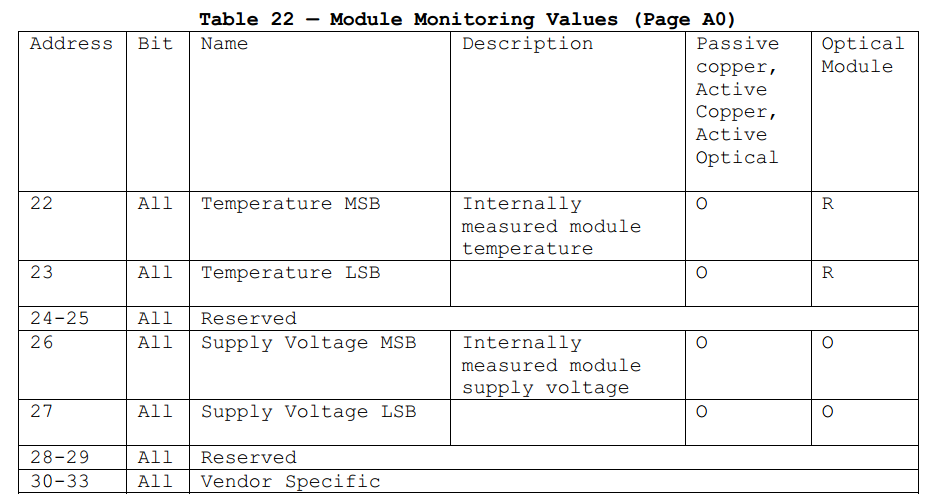 Table 22 — Module Monitoring Values (Page A0)
Address Bit Name Description Passive copper, Active Copper, Active Optical Optical Module
22 All Temperature MSB Internally measured module temperature O R
23 All Temperature LSB O R
24-25 All Reserved
26 All Supply Voltage MSB Internally measured module supply voltage O O
27 All Supply Voltage LSB O O
28-29 All Reserved
30-33 All Vendor Specific